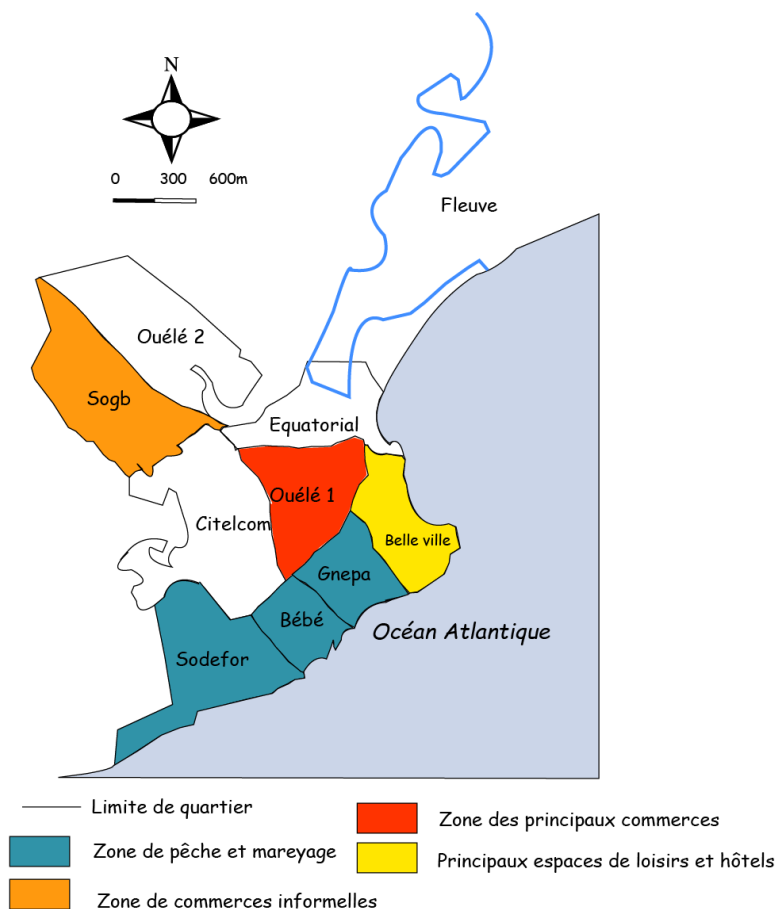 N
0 300 600m
Fleuve
Ouélé 2
Sogb
Equatorial
Ouélé 1
Citelcom
Belle ville
Gnepa
Bébé
Océan Atlantique
Sodefor
Limite de quartier
Zone des principaux commerces
Zone de pêche et mareyage
Principaux espaces de loisirs et hôtels
Zone de commerces informelles